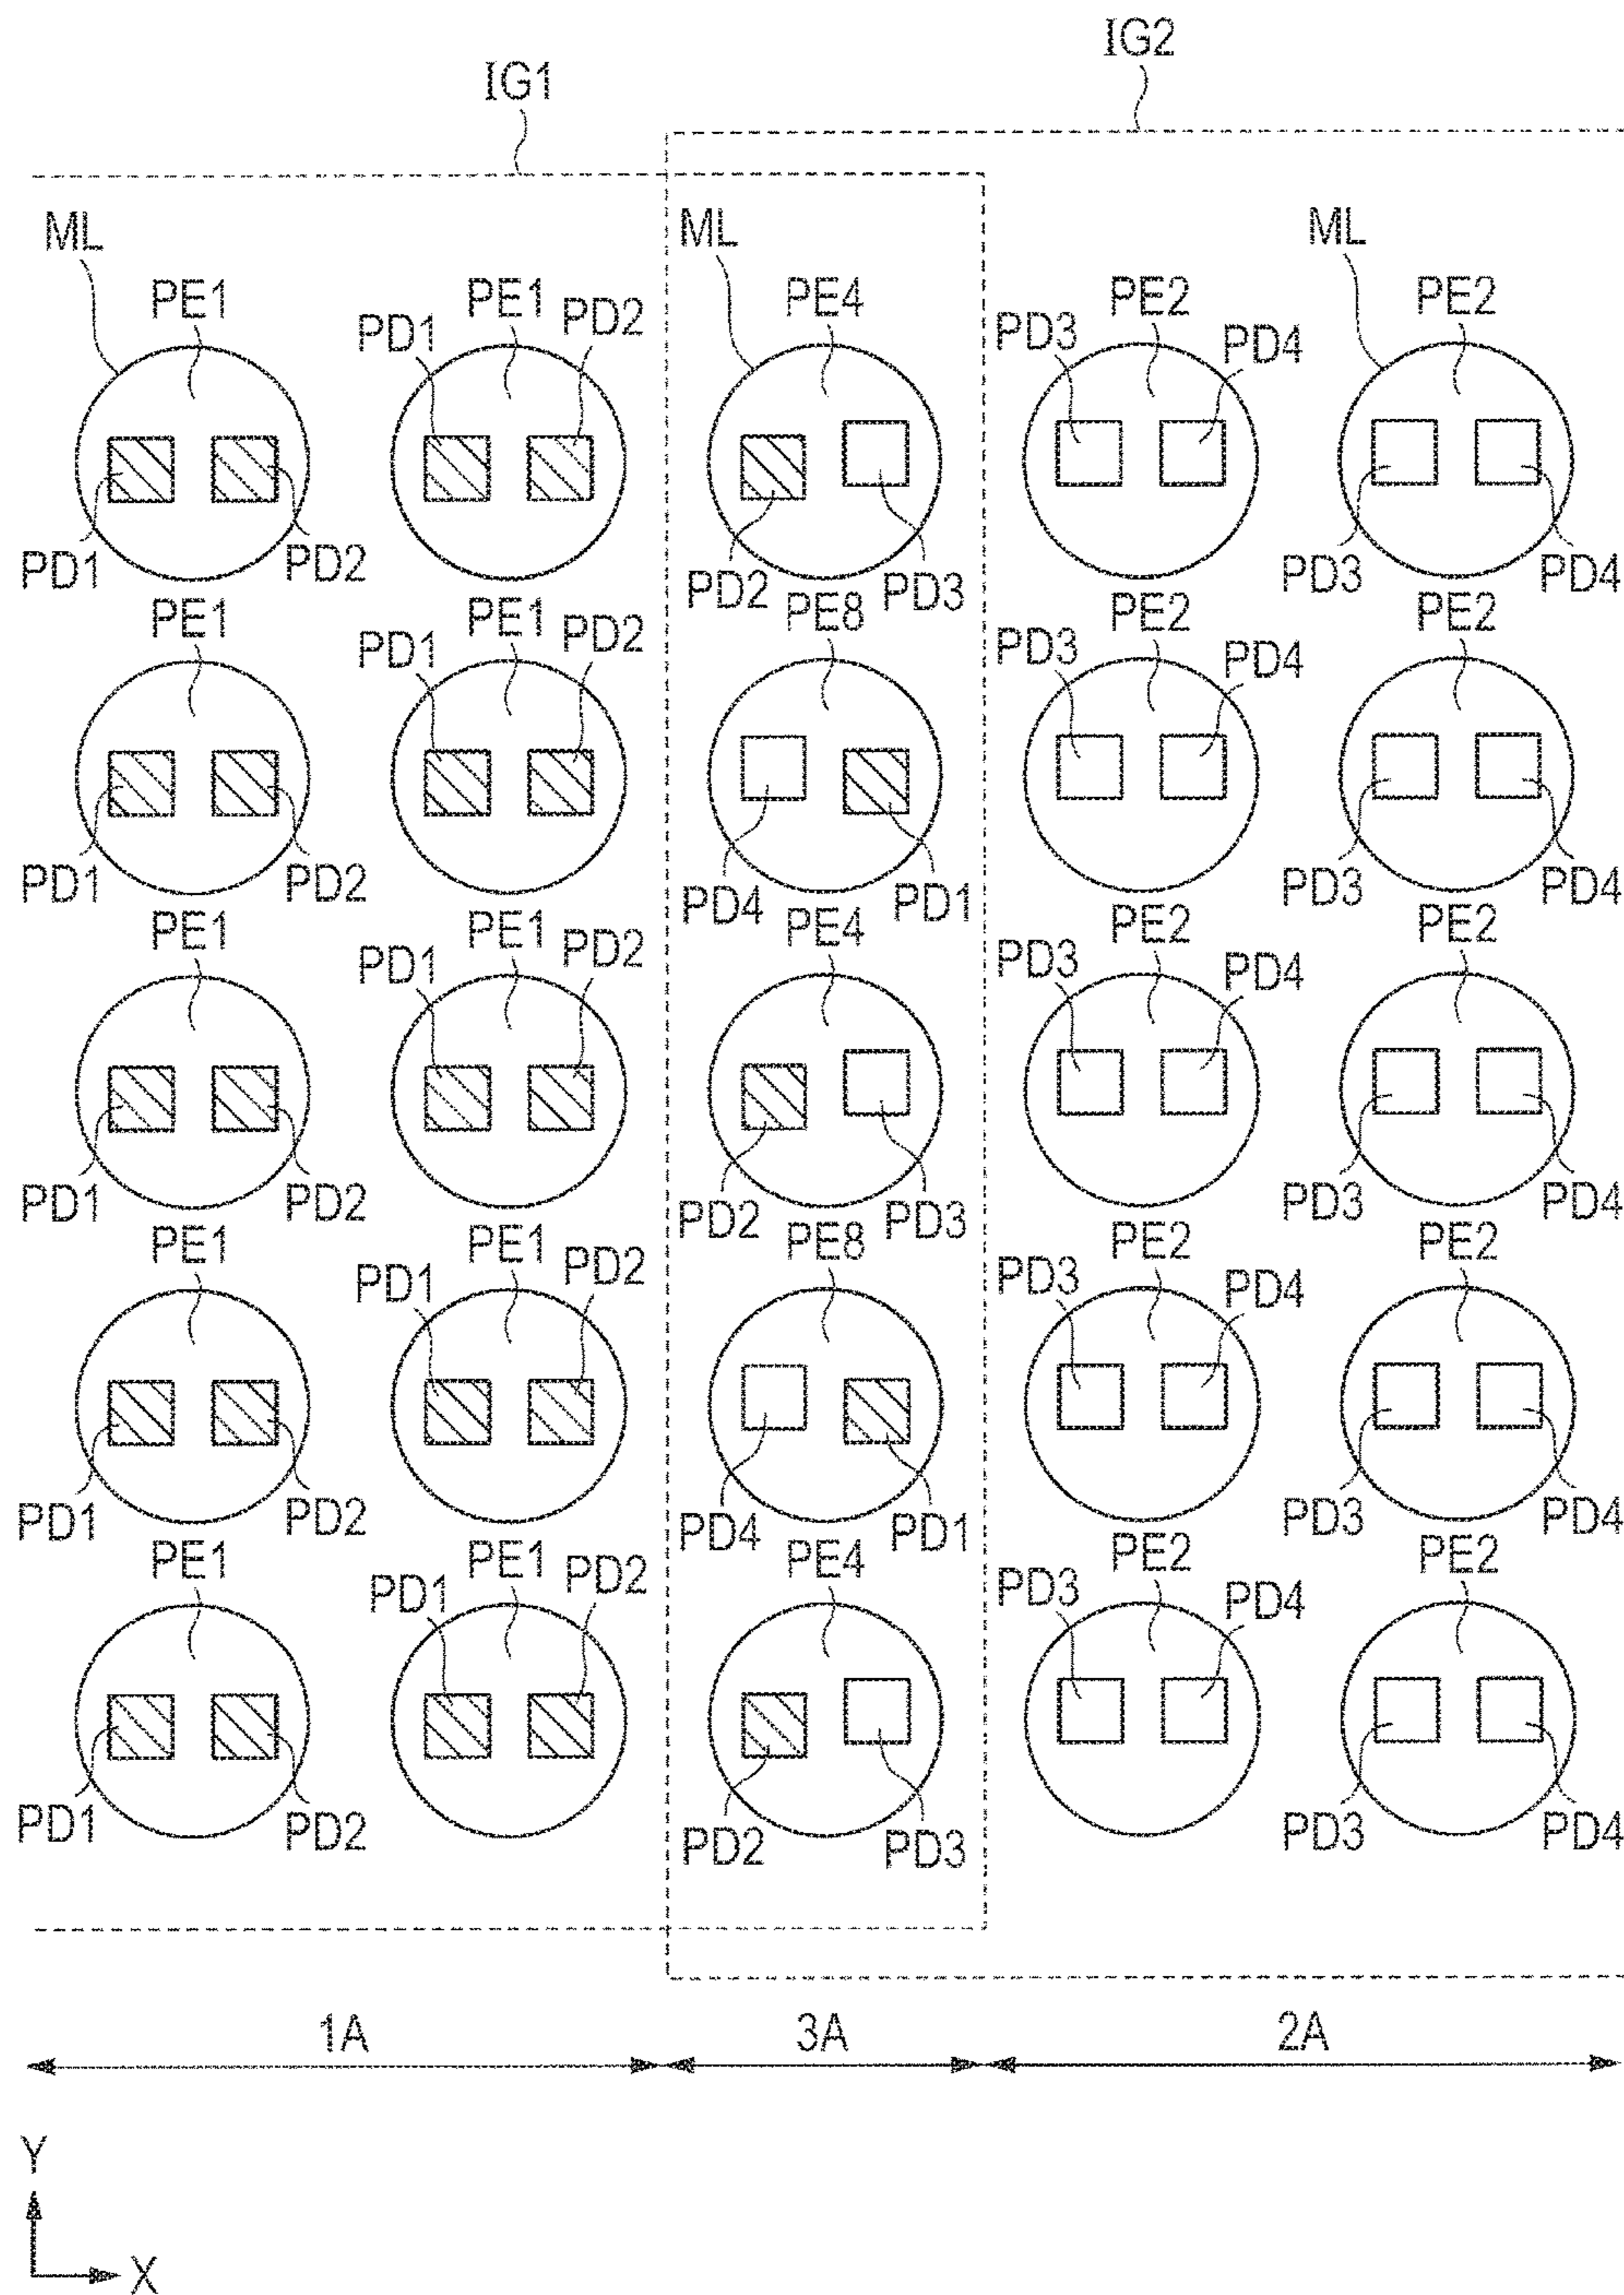 IG2
IG1
ML ML ML
PE1 PE1 PE4 PE2 PE2
PD1 PD2 PD3 PD4
PD1 PD2 PD2 PD3 PD3 PD4
PE1 PE1 PE8 PE2 PE2
PD1 PD2 PD3 PD4
PD1 PD2 PD4 PD1 PD3 PD4
PE1 PE1 PE4 PE2 PE2
PD1 PD2 PD3 PD4
PD1 PD2 PD2 PD3 PD3 PD4
PE1 PE1 PE8 PE2 PE2
PD1 PD2 PD3 PD4
PD1 PD2 PD4 PD1 PD3 PD4
PE1 PE1 PE4 PE2 PE2
PD1 PD2 PD3 PD4
PD1 PD2 PD2 PD3 PD3 PD4
1A 3A 2A
Y
X